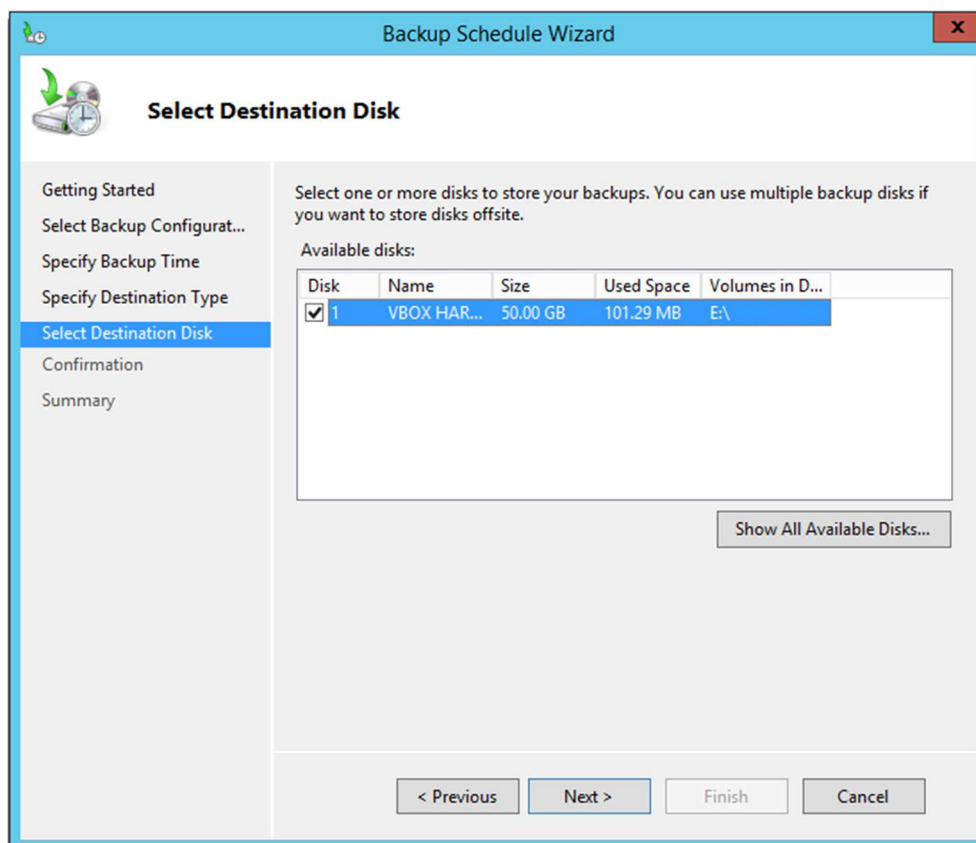 Backup Schedule Wizard
x
Select Destination Disk
Getting Started
Select Backup Configurat...
Specify Backup Time
Specify Destination Type
Select Destination Disk
Confirmation
Summary
Select one or more disks to store your backups. You can use multiple backup disks if
you want to store disks offsite.
Available disks:
Disk Name Size Used Space Volumes in D...
1 VBOX HAR... 50.00 GB 101.29 MB E:\
Show All Available Disks...
< Previous Next > Finish Cancel